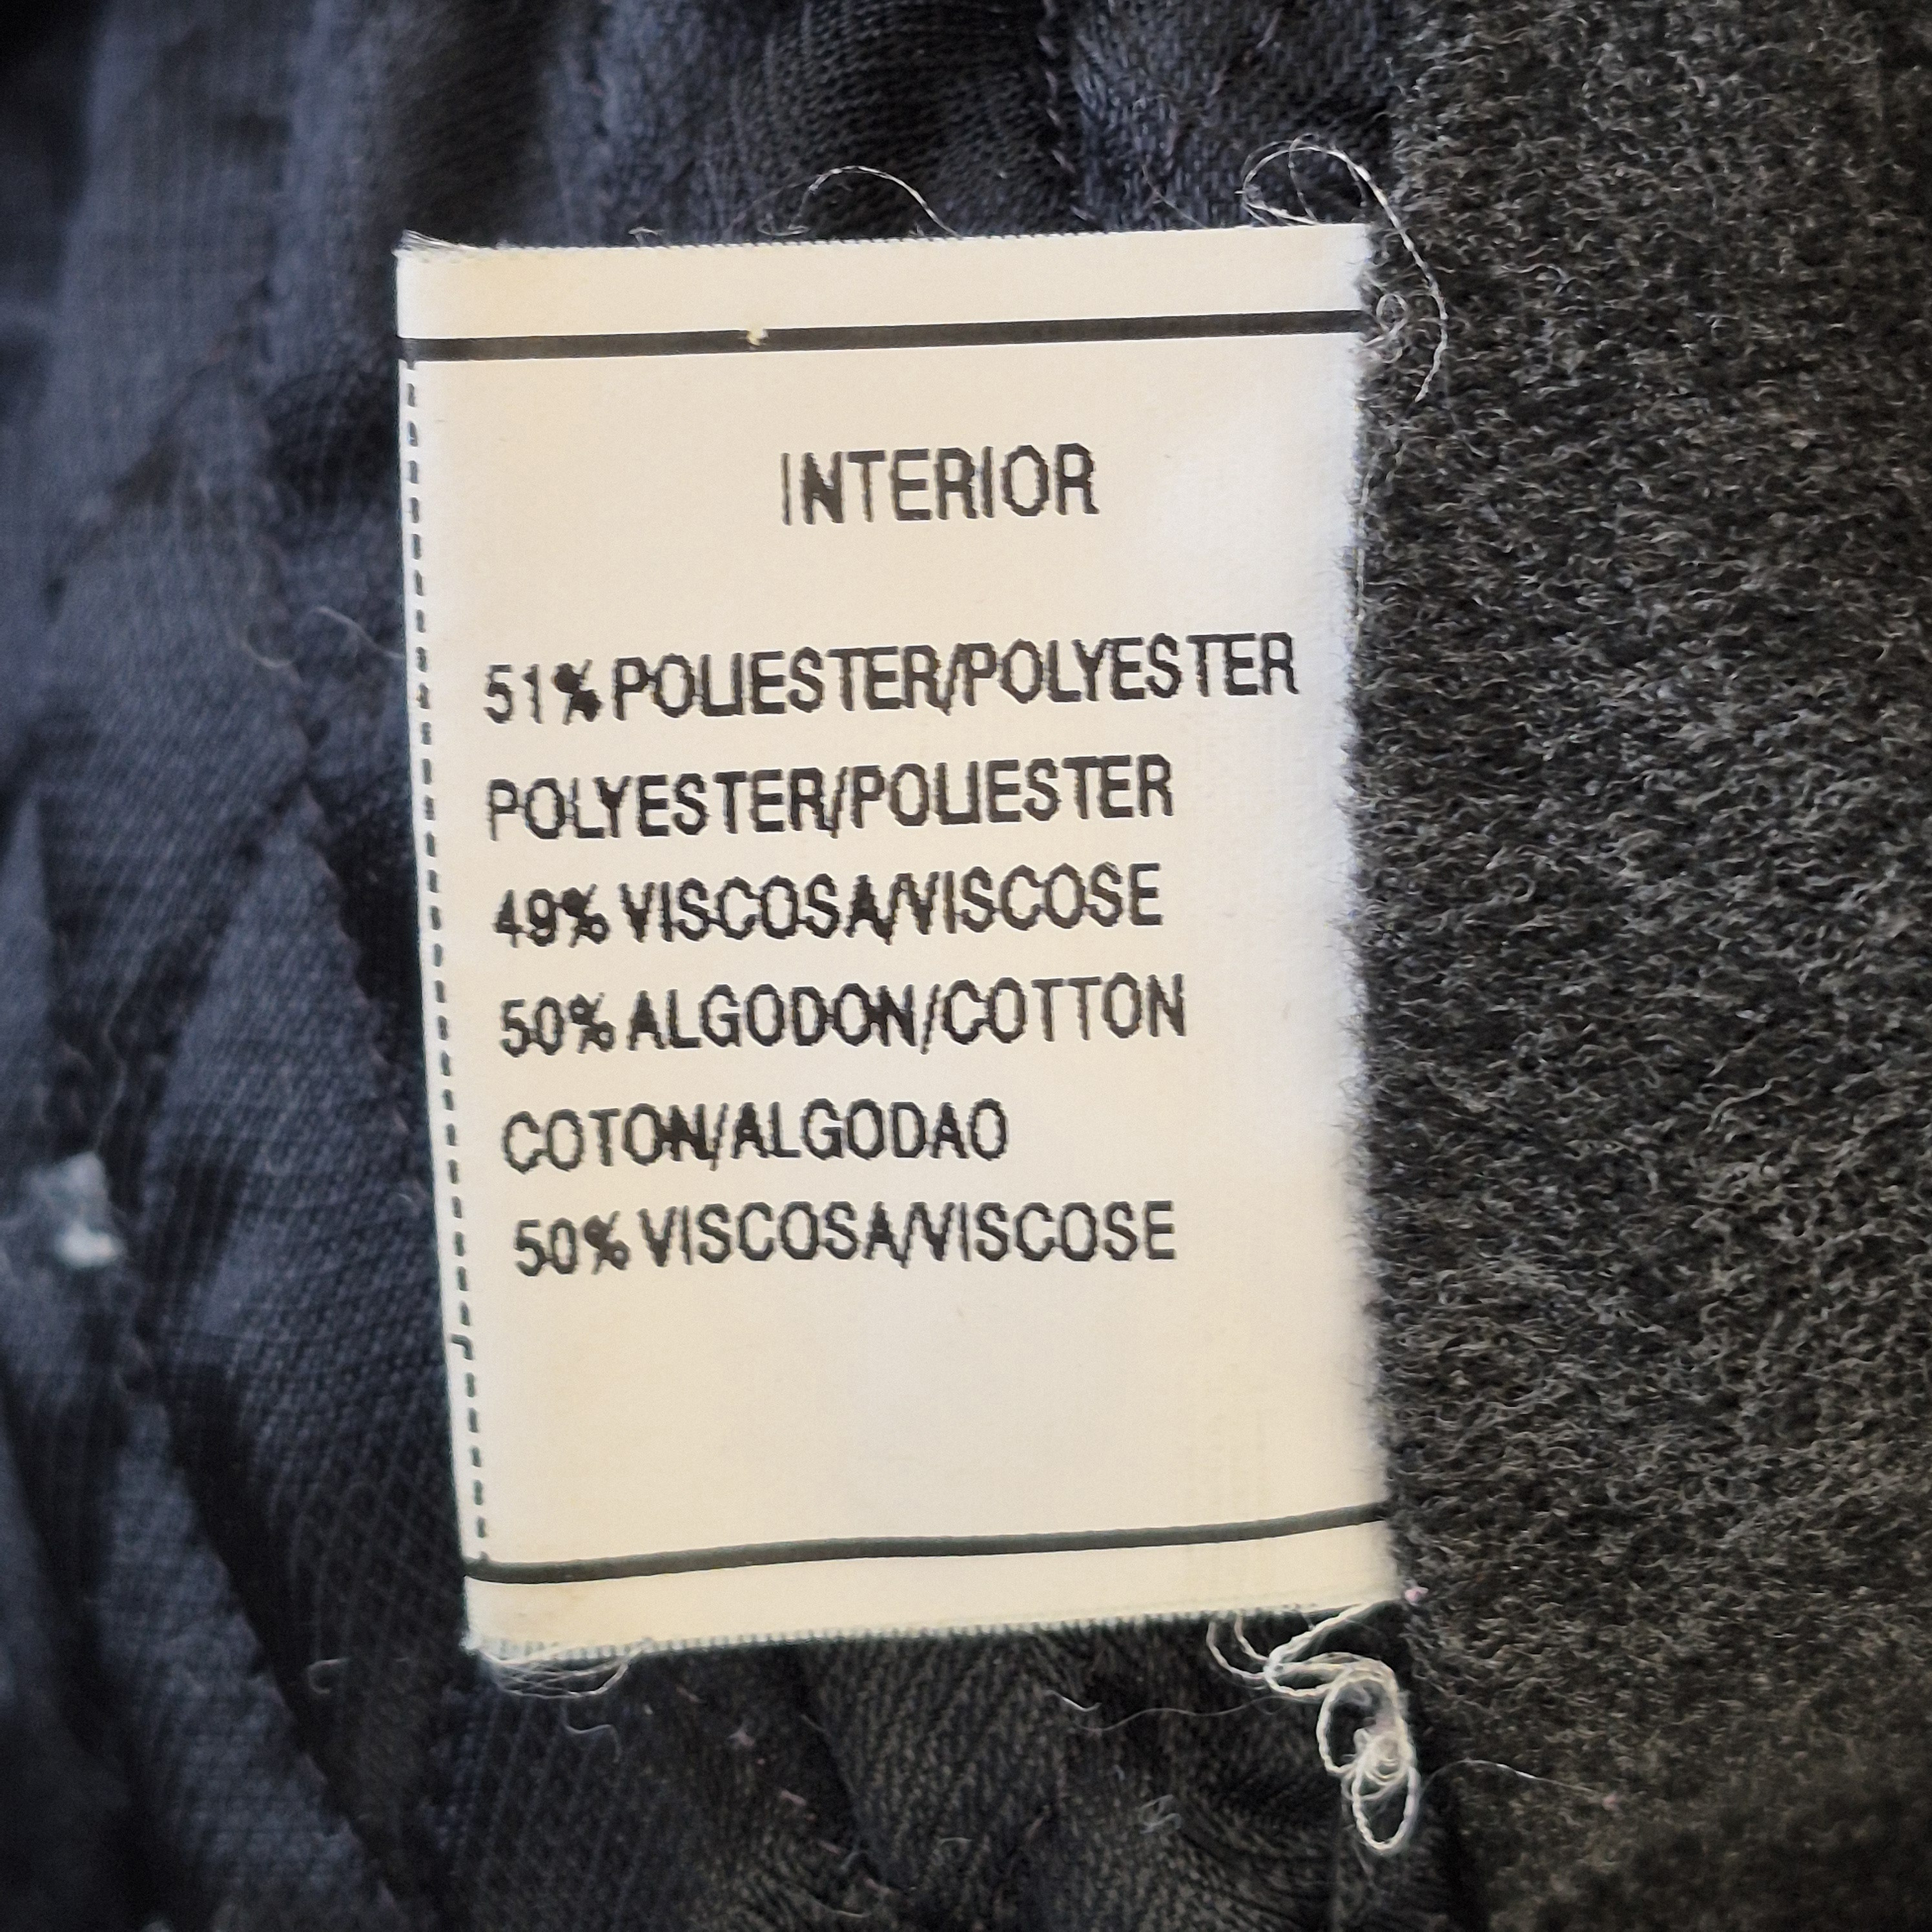 INTERIOR
51% POLIESTER/POLYESTER
POLYESTER/POLIESTER
49% VISCOSA/VISCOSE
50% ALGODON/COTTON
COTON/ALGODAO
50% VISCOSA/VISCOSE